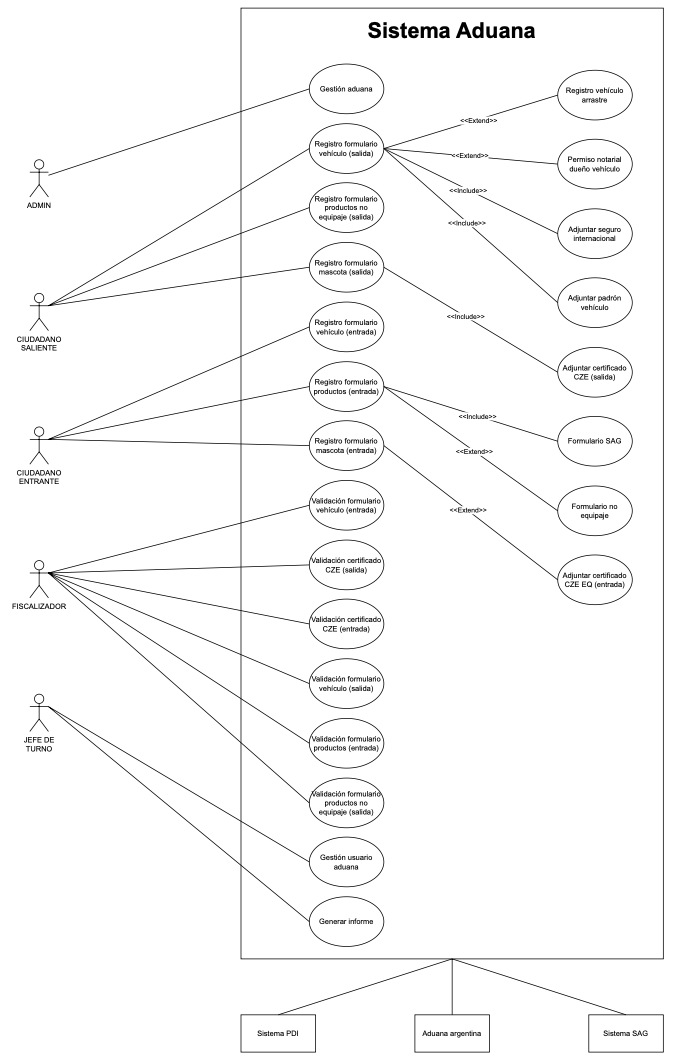 Sistema Aduana
Gestión aduana
Registro vehículo
arrastre
<<Extend>>
Registro formulario
vehículo (salida)
<<Extend>>
Permiso notarial
dueño vehículo
ADMIN
<<Include>>
Registro formulario
productos no
equipaje (salida)
<<Include>>
Adjuntar seguro
internacional
Registro formulario
mascota (salida)
Adjuntar padrón
vehículo
<<Include>>
CIUDADANO
SALIENTE
Registro formulario
vehículo (entrada)
Adjuntar certificado
CZE (salida)
Registro formulario
productos (entrada)
<<Include>>
Formulario SAG
Registro formulario
mascota (entrada)
<<Extend>>
CIUDADANO
ENTRANTE
Validación formulario
vehículo (entrada)
<<Extend>>
Formulario no
equipaje
Validación certificado
CZE (salida)
Adjuntar certificado
CZE EQ (entrada)
FISCALIZADOR
Validación certificado
CZE (entrada)
Validación formulario
vehículo (salida)
JEFE DE
TURNO
Validación formulario
productos (entrada)
Validación formulario
productos no
equipaje (salida)
Gestión usuario
aduana
Generar informe
Sistema PDI
Aduana argentina
Sistema SAG